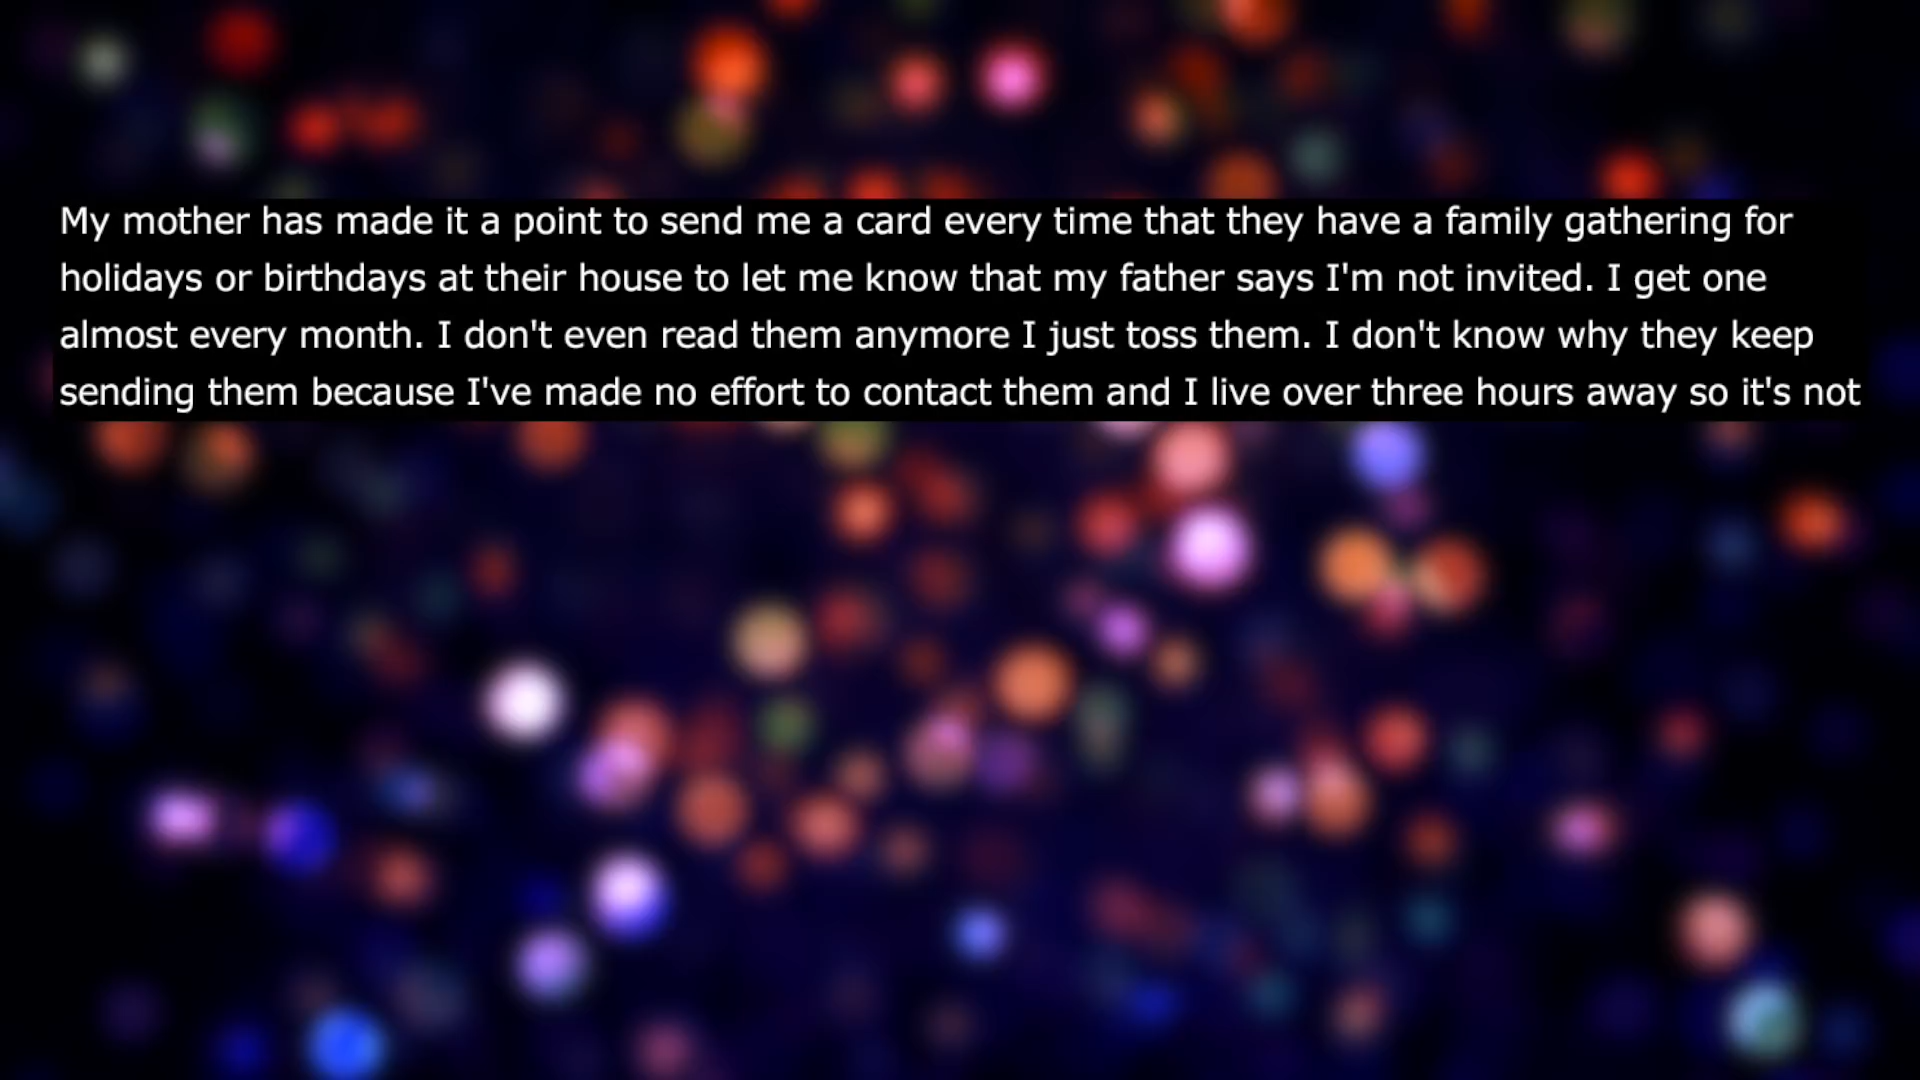 My mother has made it a point to send me a card every time that they have a family gathering for
holidays or birthdays at their house to let me know that my father says I'm not invited. I get one
almost every month. I don't even read them anymore I just toss them. I don't know why they keep
sending them because I've made no effort to contact them and I live over three hours away so it's not